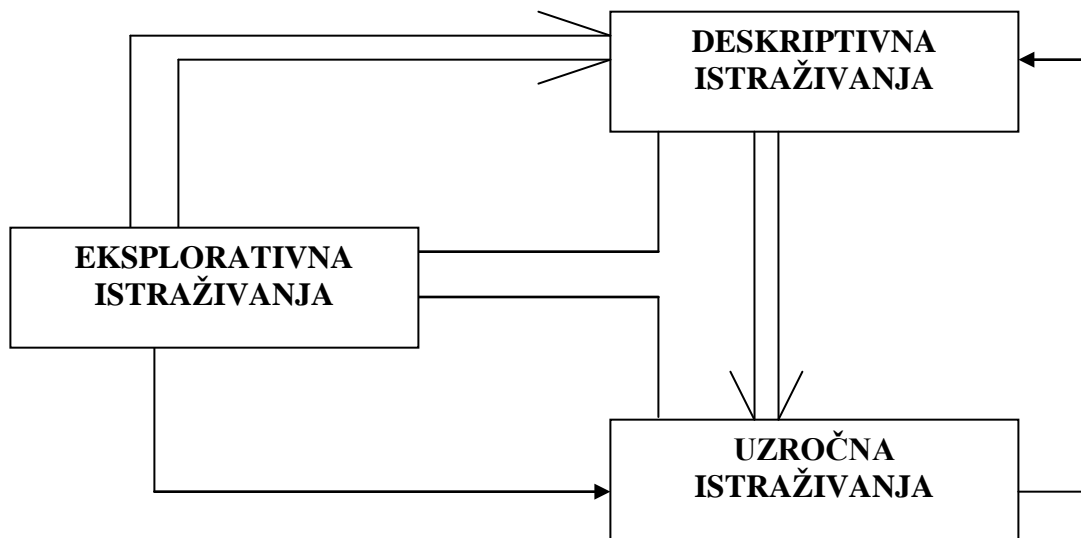 DESKRIPTIVNA
ISTRAŽIVANJA
EKSPLORATIVNA
ISTRAŽIVANJA
UZROČNA
ISTRAŽIVANJA